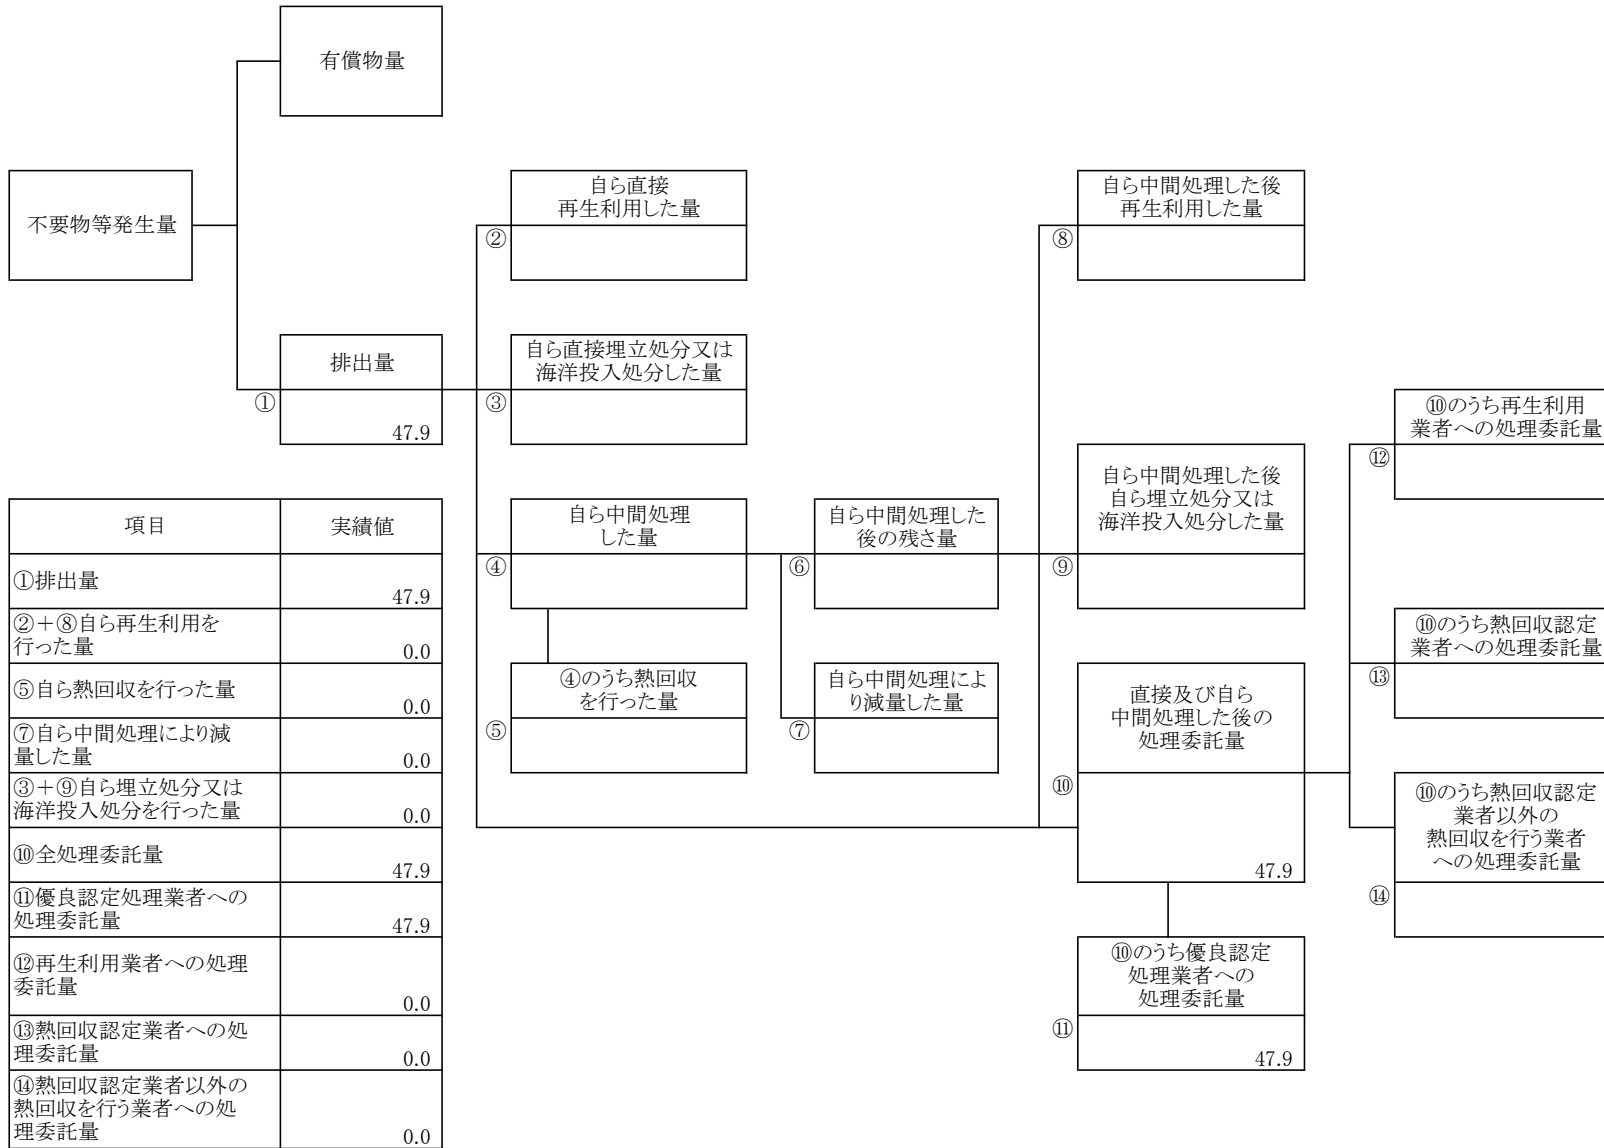 有償物量
不要物等発生量
自ら直接
再生利用した量
②
自ら中間処理した後
再生利用した量
⑧
排出量
①
47.9
自ら直接埋立処分又は
海洋投入処分した量
③
⑩のうち再生利用
業者への処理委託量
⑫
自ら中間処理した後
自ら埋立処分又は
海洋投入処分した量
⑨
自ら中間処理
した量
④
自ら中間処理した
後の残さ量
⑥
⑩のうち熱回収認定
業者への処理委託量
⑬
④のうち熱回収
を行った量
⑤
自ら中間処理によ
り減量した量
⑦
直接及び自ら
中間処理した後の
処理委託量
⑩
47.9
⑩のうち熱回収認定
業者以外の
熱回収を行う業者
への処理委託量
⑭
⑩のうち優良認定
処理業者への
処理委託量
⑪
47.9
項目 実績値
①排出量
47.9
②+⑧自ら再生利用を
行った量
0.0
⑤自ら熱回収を行った量
0.0
⑦自ら中間処理により減
量した量
0.0
③+⑨自ら埋立処分又は
海洋投入処分を行った量
0.0
⑩全処理委託量
47.9
⑪優良認定処理業者への
処理委託量
47.9
⑫再生利用業者への処理
委託量
0.0
⑬熱回収認定業者への処
理委託量
0.0
⑭熱回収認定業者以外の
熱回収を行う業者への処
理委託量
0.0